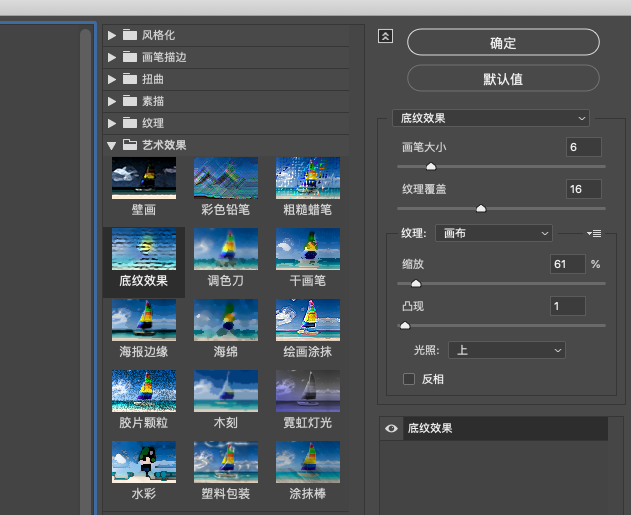 风格化
画笔描边
扭曲
素描
纹理
艺术效果
壁画 彩色铅笔 粗糙蜡笔
底纹效果 调色刀 干画笔
海报边缘 海绵 绘画涂抹
胶片颗粒 木刻 霓虹灯光
水彩 塑料包装 涂抹棒
确定
默认值
底纹效果
画笔大小 6
纹理覆盖 16
纹理: 画布
缩放 61 %
凸现 1
光照: 上
反相
底纹效果